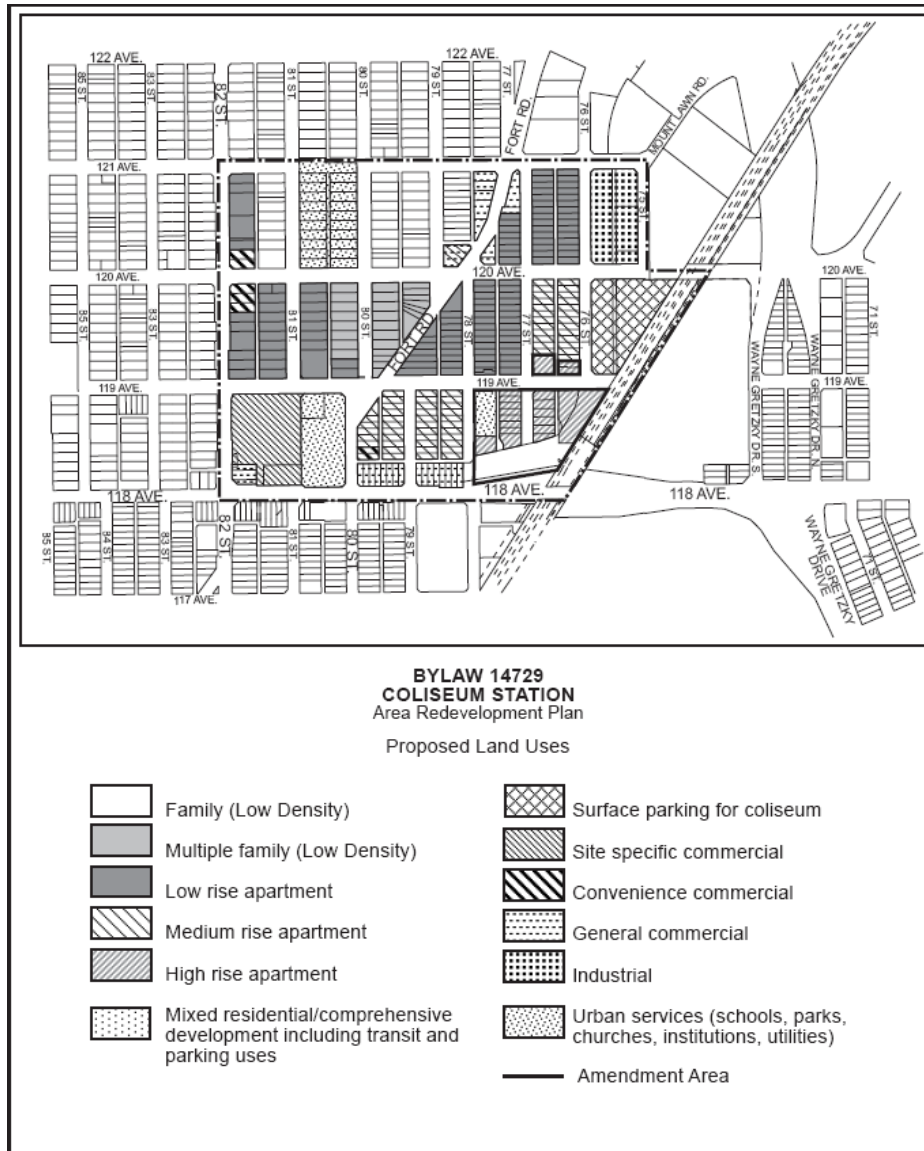 122 AVE.
122 AVE.
85 ST.
83 ST.
82 ST.
81 ST.
80 ST.
79 ST.
77 ST.
FORT RD.
76 ST.
MOUNT LAWN RD.
121 AVE.
75 ST.
120 AVE.
120 AVE.
120 AVE.
85 ST.
83 ST.
81 ST.
80 ST.
FORT RD.
78 ST.
77 ST.
76 ST.
WAYNE GRETZKY DR. S
WAYNE GRETZKY DR. N
71 ST.
119 AVE.
119 AVE.
119 AVE.
118 AVE.
118 AVE.
118 AVE.
85 ST.
84 ST.
83 ST.
82 ST.
81 ST.
80 ST.
79 ST.
117 AVE.
WAYNE GRETZKY
DRIVE
71 ST.
BYLAW 14729
COLISEUM STATION
Area Redevelopment Plan
Proposed Land Uses
Family (Low Density)
Multiple family (Low Density)
Low rise apartment
Medium rise apartment
High rise apartment
Mixed residential/comprehensive
development including transit and
parking uses
Surface parking for coliseum
Site specific commercial
Convenience commercial
General commercial
Industrial
Urban services (schools, parks,
churches, institutions, utilities)
Amendment Area